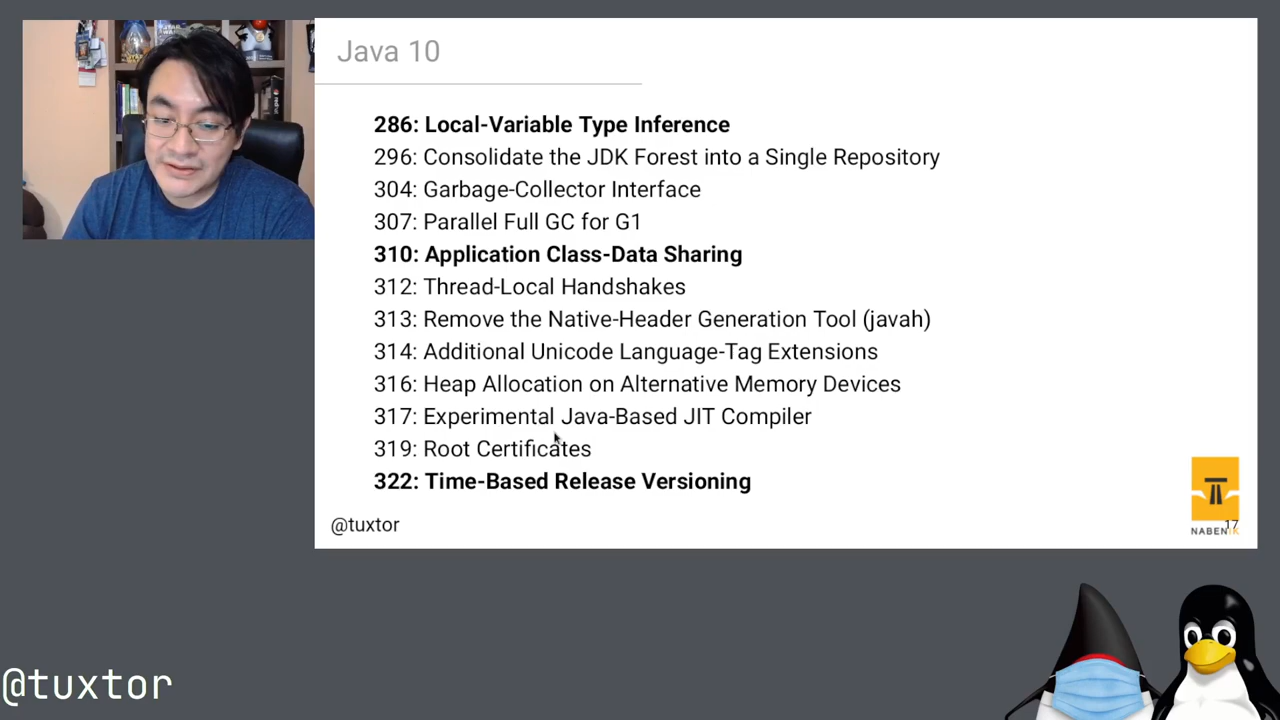 Java 10
286: Local-Variable Type Inference
296: Consolidate the JDK Forest into a Single Repository
304: Garbage-Collector Interface
307: Parallel Full GC for G1
310: Application Class-Data Sharing
312: Thread-Local Handshakes
313: Remove the Native-Header Generation Tool (javah)
314: Additional Unicode Language-Tag Extensions
316: Heap Allocation on Alternative Memory Devices
317: Experimental Java-Based JIT Compiler
319: Root Certificates
322: Time-Based Release Versioning
@tuxtor
17
NABENIK
@tuxtor